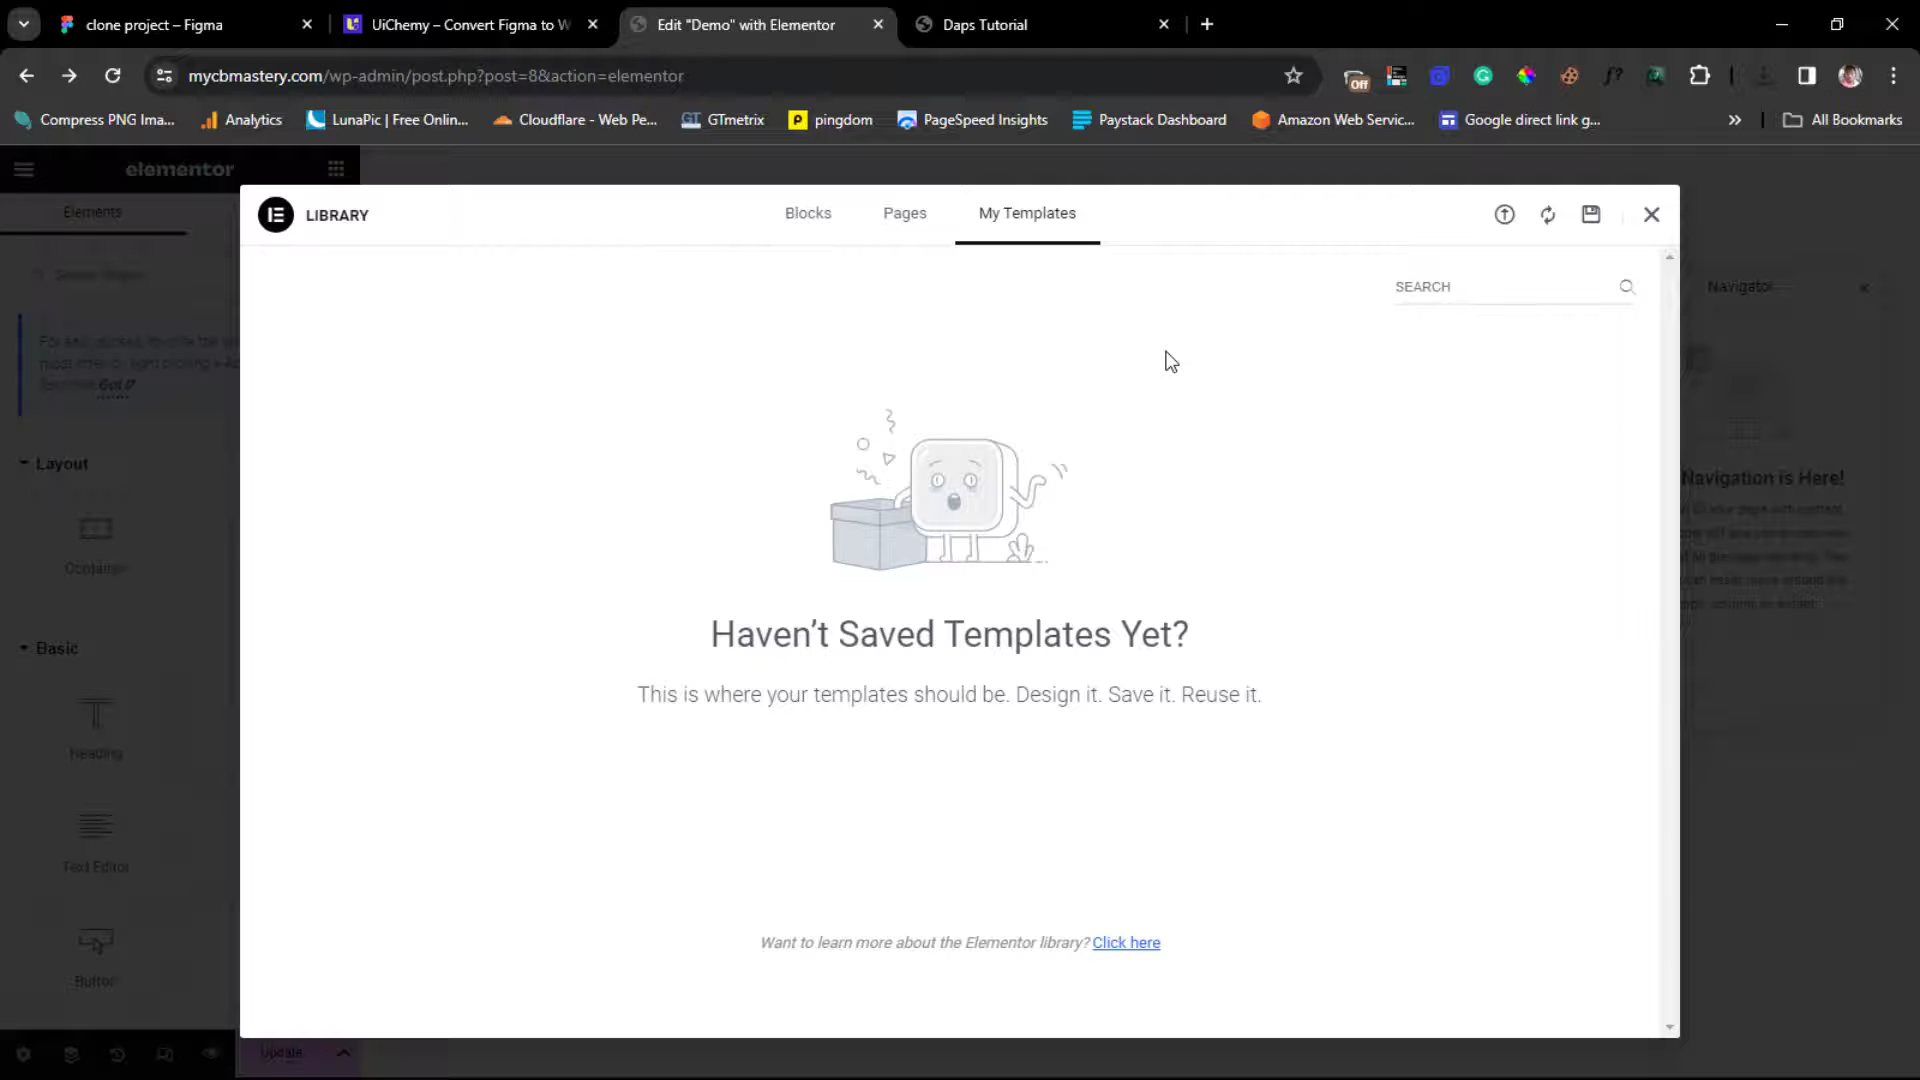 clone project – Figma
UiChemy – Convert Figma to W
Edit "Demo" with Elementor
Daps Tutorial
mycbmastery.com/wp-admin/post.php?post=8&action=elementor
Off
Compress PNG Ima...
Analytics
LunaPic | Free Onlin...
Cloudflare - Web Pe...
GT
GTmetrix
pingdom
PageSpeed Insights
Paystack Dashboard
Amazon Web Servic...
Google direct link g...
All Bookmarks
elementor
Elements
LIBRARY
Blocks
Pages
My Templates
SEARCH
Navigator
Got it
Layout
Container
Basic
Heading
Text Editor
Button
Update
Navigation is Here!
Haven’t Saved Templates Yet?
This is where your templates should be. Design it. Save it. Reuse it.
Want to learn more about the Elementor library? Click here